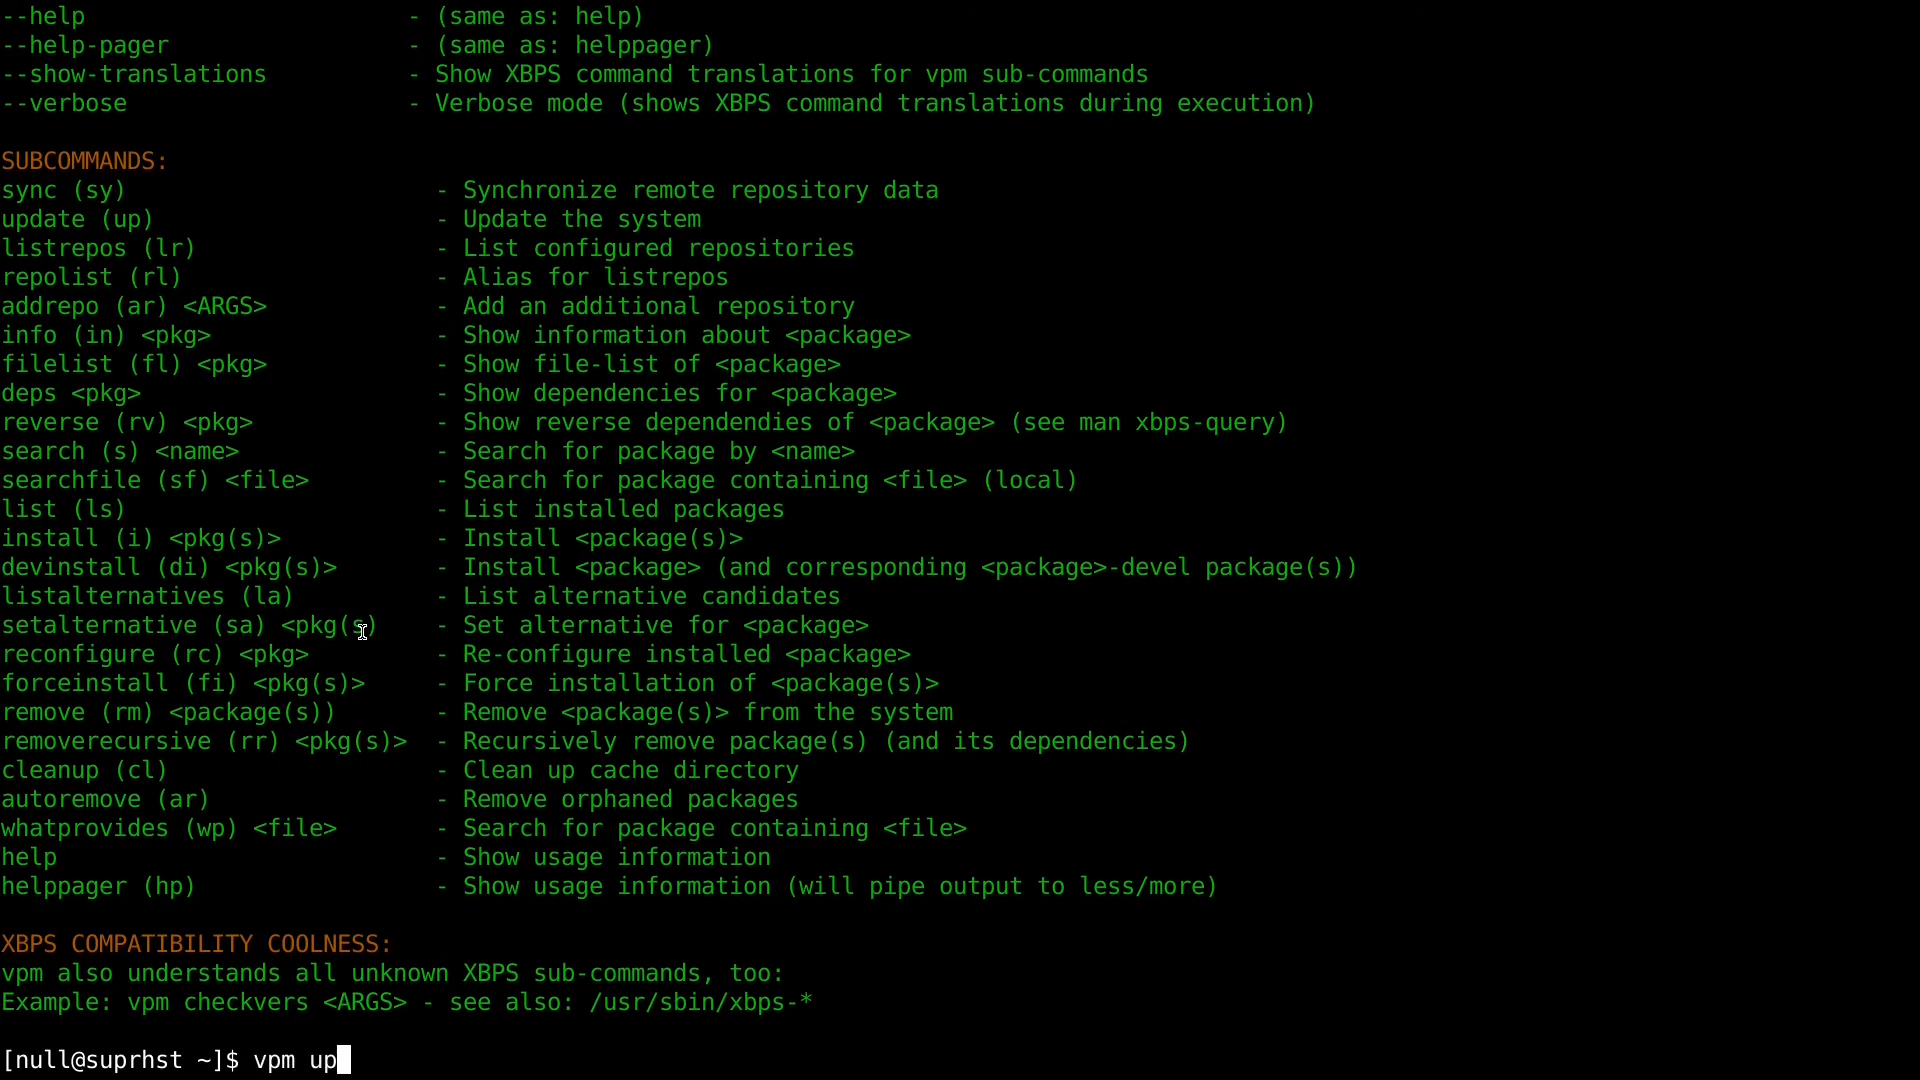 --help                       - (same as: help)
--help-pager                 - (same as: helppager)
--show-translations          - Show XBPS command translations for vpm sub-commands
--verbose                    - Verbose mode (shows XBPS command translations during execution)

SUBCOMMANDS:
sync (sy)                      - Synchronize remote repository data
update (up)                    - Update the system
listrepos (lr)                 - List configured repositories
repolist (rl)                  - Alias for listrepos
addrepo (ar) <ARGS>            - Add an additional repository
info (in) <pkg>                - Show information about <package>
filelist (fl) <pkg>            - Show file-list of <package>
deps <pkg>                     - Show dependencies for <package>
reverse (rv) <pkg>             - Show reverse dependendies of <package> (see man xbps-query)
search (s) <name>              - Search for package by <name>
searchfile (sf) <file>         - Search for package containing <file> (local)
list (ls)                      - List installed packages
install (i) <pkg(s)>           - Install <package(s)>
devinstall (di) <pkg(s)>       - Install <package> (and corresponding <package>-devel package(s))
listalternatives (la)          - List alternative candidates
setalternative (sa) <pkg(s)    - Set alternative for <package>
reconfigure (rc) <pkg>         - Re-configure installed <package>
forceinstall (fi) <pkg(s)>     - Force installation of <package(s)>
remove (rm) <package(s))       - Remove <package(s)> from the system
removerecursive (rr) <pkg(s)>  - Recursively remove package(s) (and its dependencies)
cleanup (cl)                   - Clean up cache directory
autoremove (ar)                - Remove orphaned packages
whatprovides (wp) <file>       - Search for package containing <file>
help                           - Show usage information
helppager (hp)                 - Show usage information (will pipe output to less/more)

XBPS COMPATIBILITY COOLNESS:
vpm also understands all unknown XBPS sub-commands, too:
Example: vpm checkvers <ARGS> - see also: /usr/sbin/xbps-*

[null@suprhst ~]$ vpm up